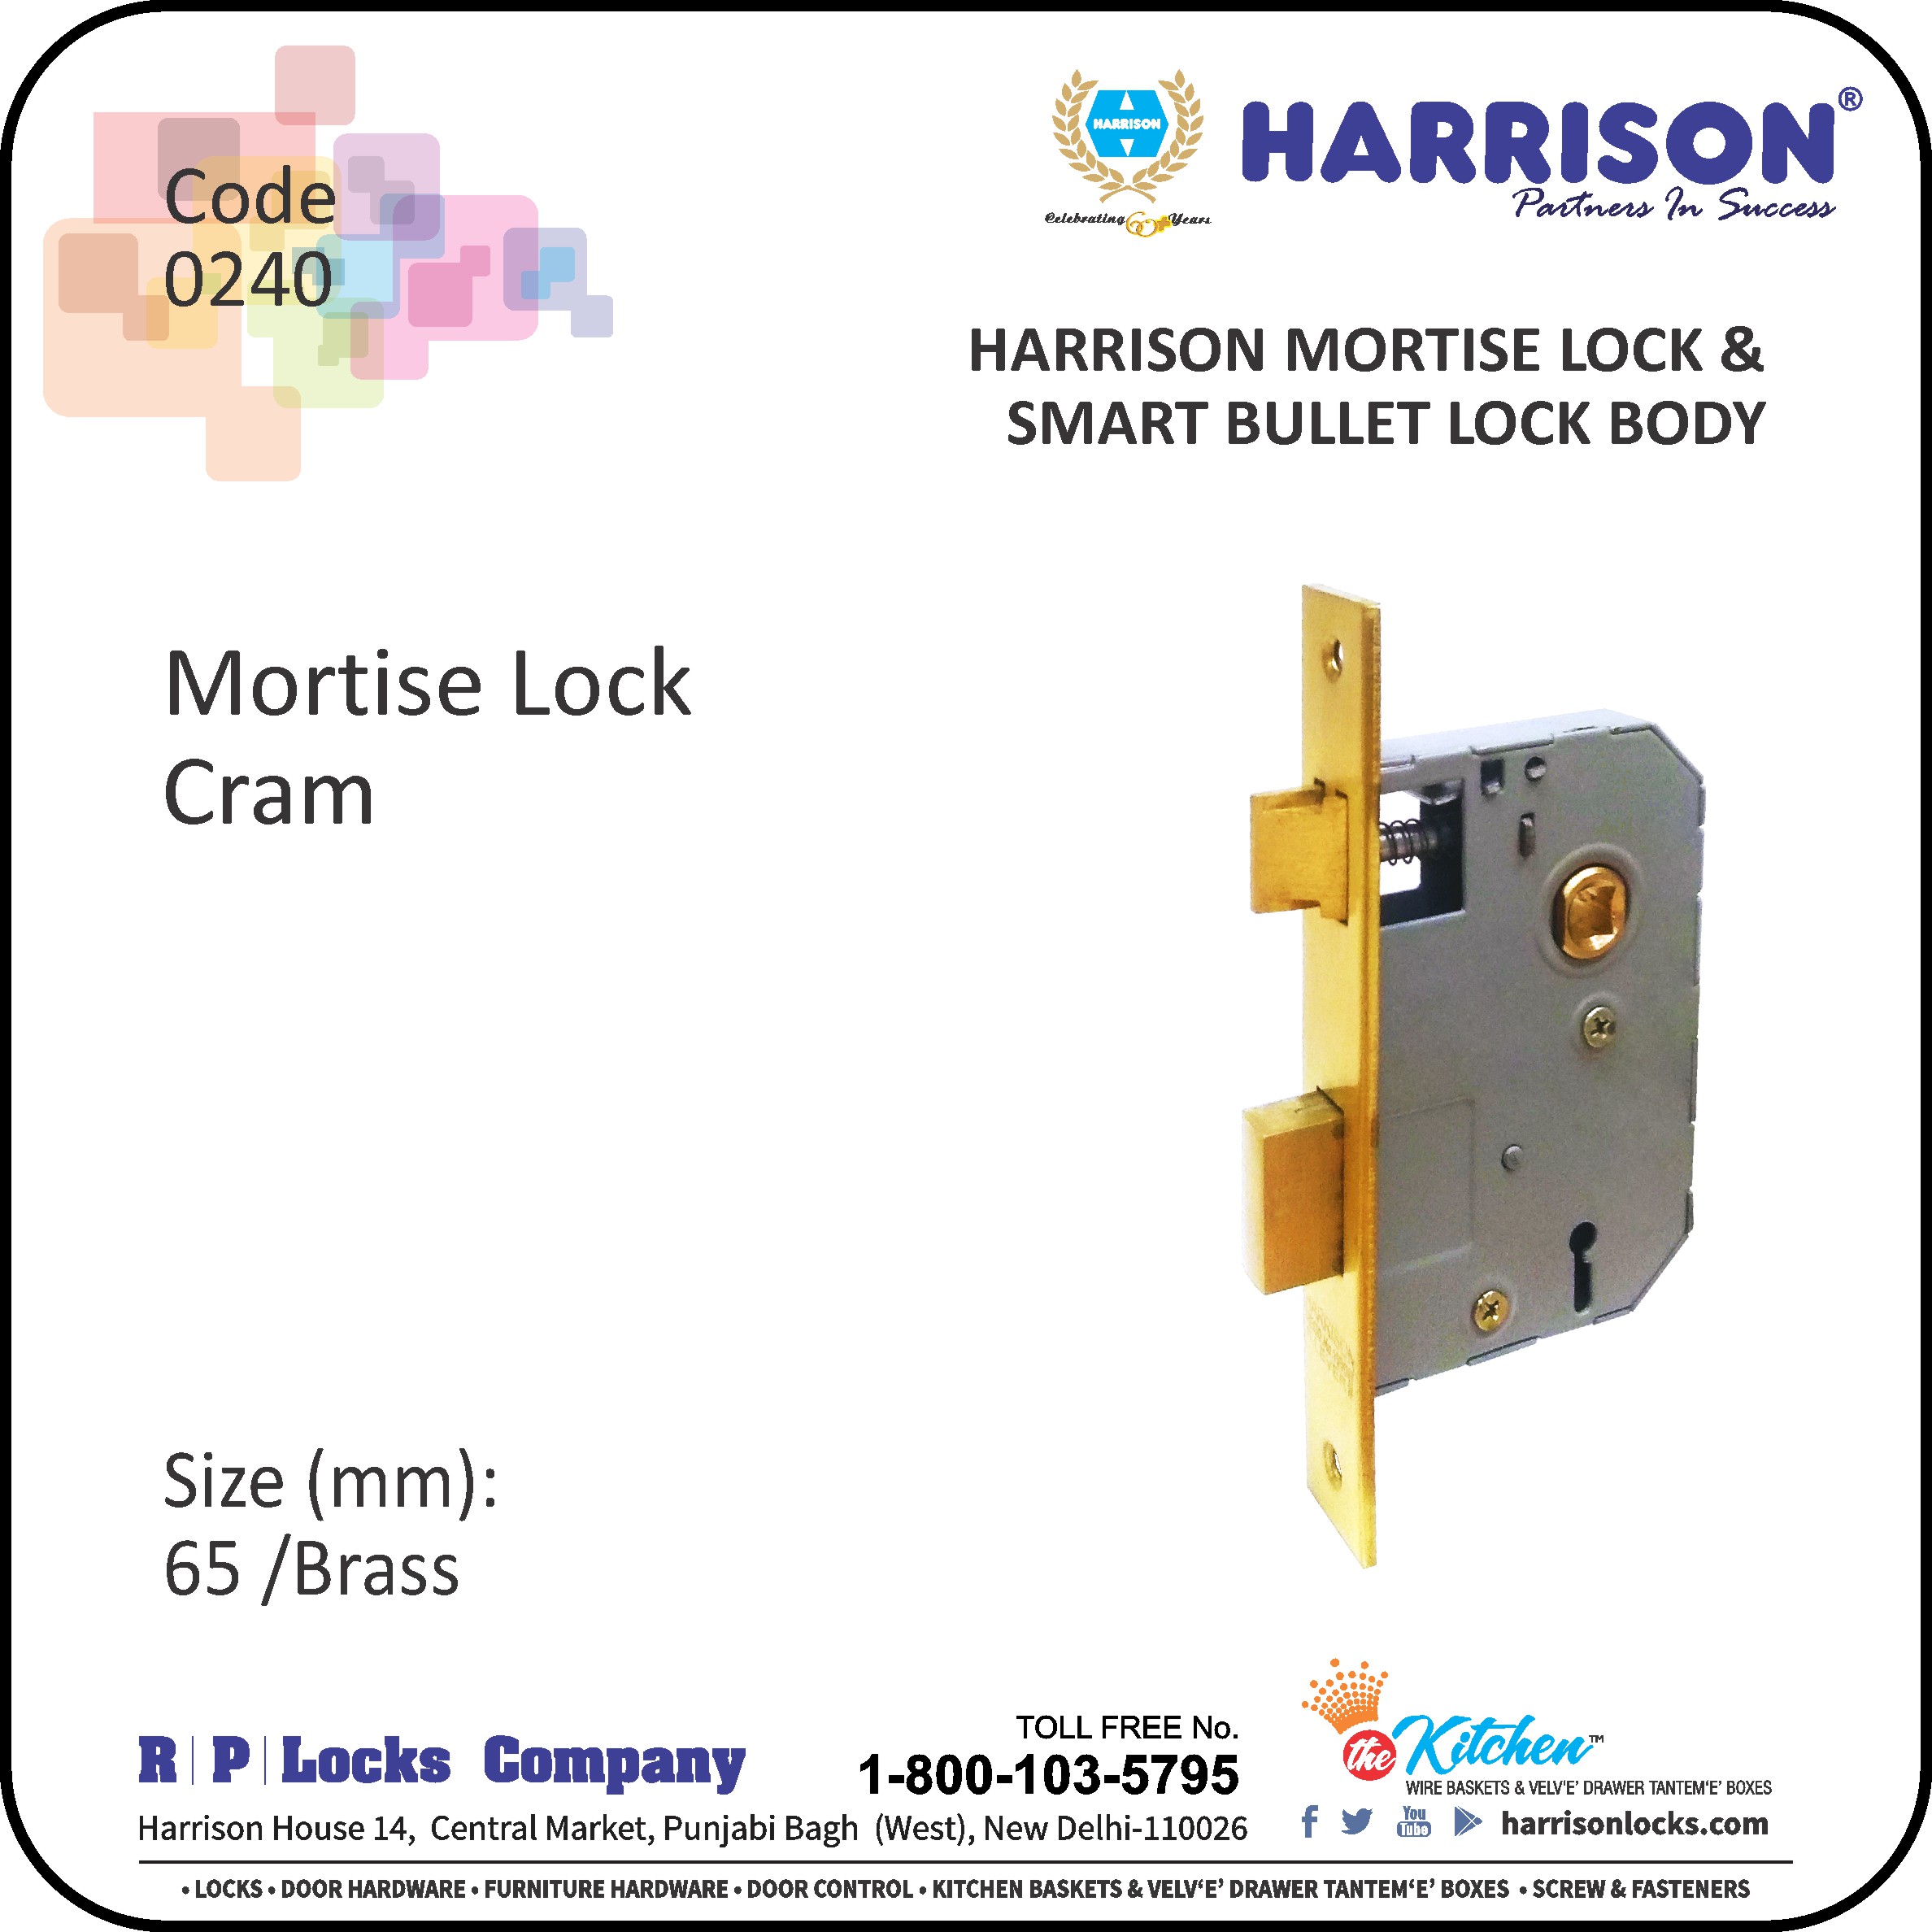 Code
0240
HARRISON
HARRISON®
Partners In Success
Celebrating 60+ Years
HARRISON MORTISE LOCK &
SMART BULLET LOCK BODY
Mortise Lock
Cram
Size (mm):
65 /Brass
R|P|Locks Company
Harrison House 14, Central Market, Punjabi Bagh (West), New Delhi-110026
TOLL FREE No.
1-800-103-5795
the Kitchen™
WIRE BASKETS & VELV'E' DRAWER TANTEM'E' BOXES
f You Tube harrisonlocks.com
• LOCKS • DOOR HARDWARE • FURNITURE HARDWARE • DOOR CONTROL • KITCHEN BASKETS & VELV‘E’ DRAWER TANTEM‘E’ BOXES • SCREW & FASTENERS